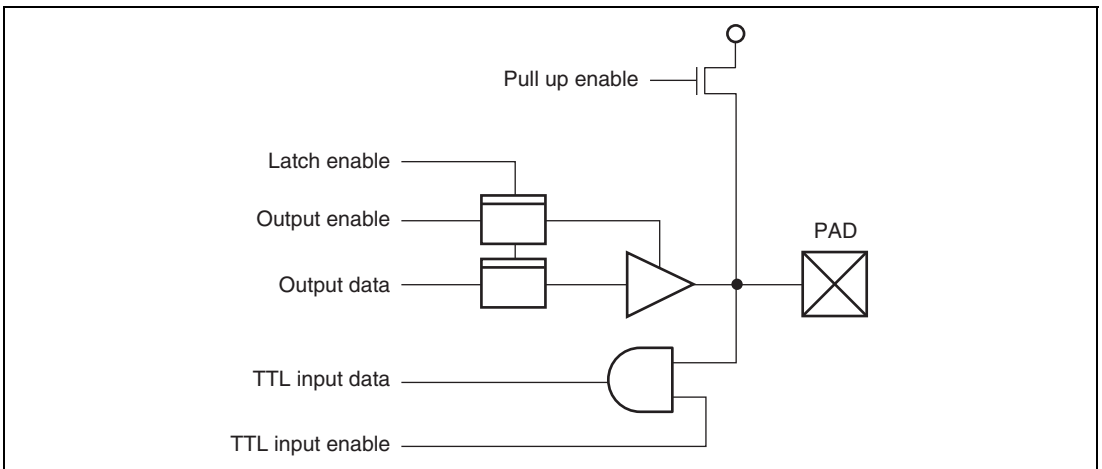 Pull up enable
Latch enable
Output enable
PAD
Output data
TTL input data
TTL input enable